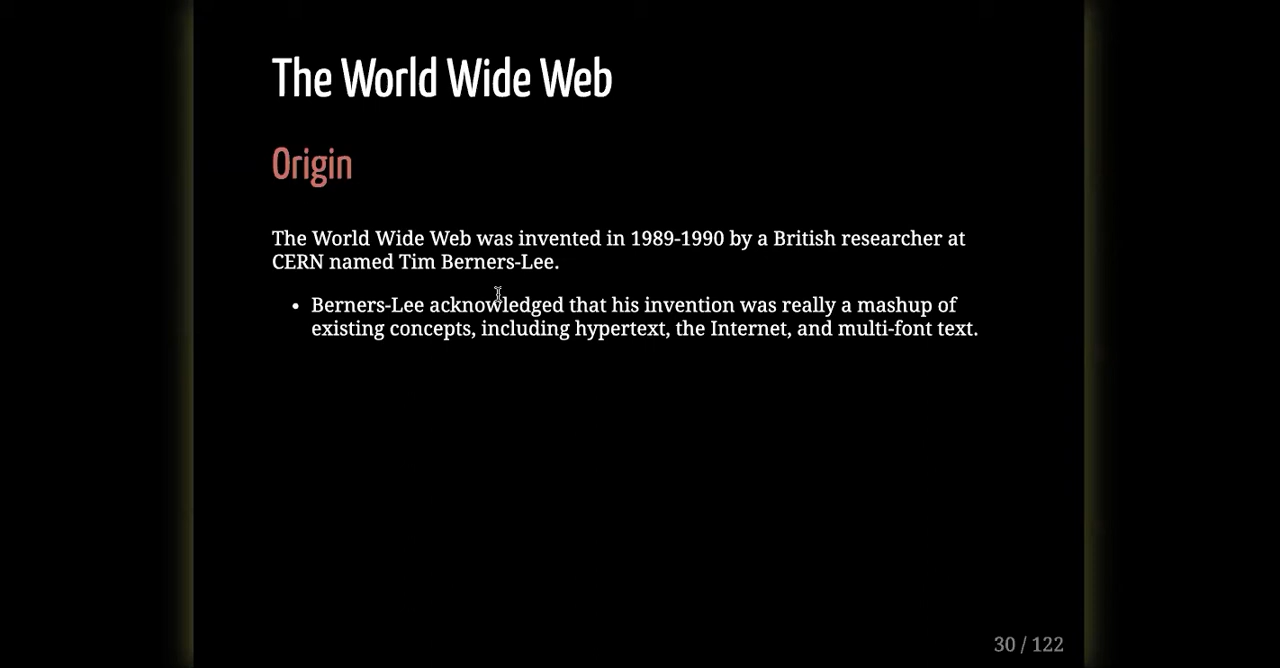 The World Wide Web
Origin
The World Wide Web was invented in 1989-1990 by a British researcher at
CERN named Tim Berners-Lee.
• Berners-Lee acknowledged that his invention was really a mashup of
existing concepts, including hypertext, the Internet, and multi-font text.
30 / 122